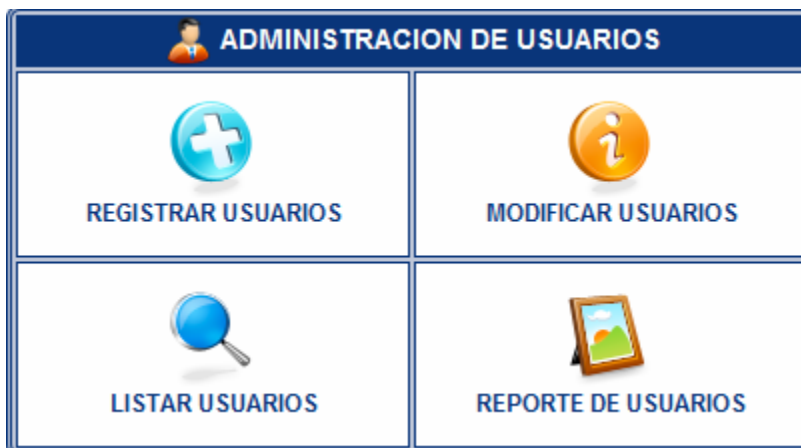 ADMINISTRACION DE USUARIOS
REGISTRAR USUARIOS
MODIFICAR USUARIOS
LISTAR USUARIOS
REPORTE DE USUARIOS